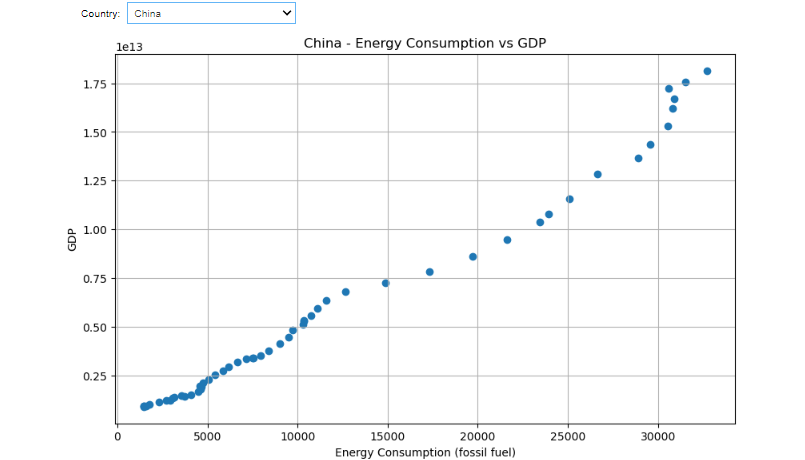 Country: China
China - Energy Consumption vs GDP
1e13
1.75
1.50
1.25
1.00
0.75
0.50
0.25
GDP
0 5000 10000 15000 20000 25000 30000
Energy Consumption (fossil fuel)